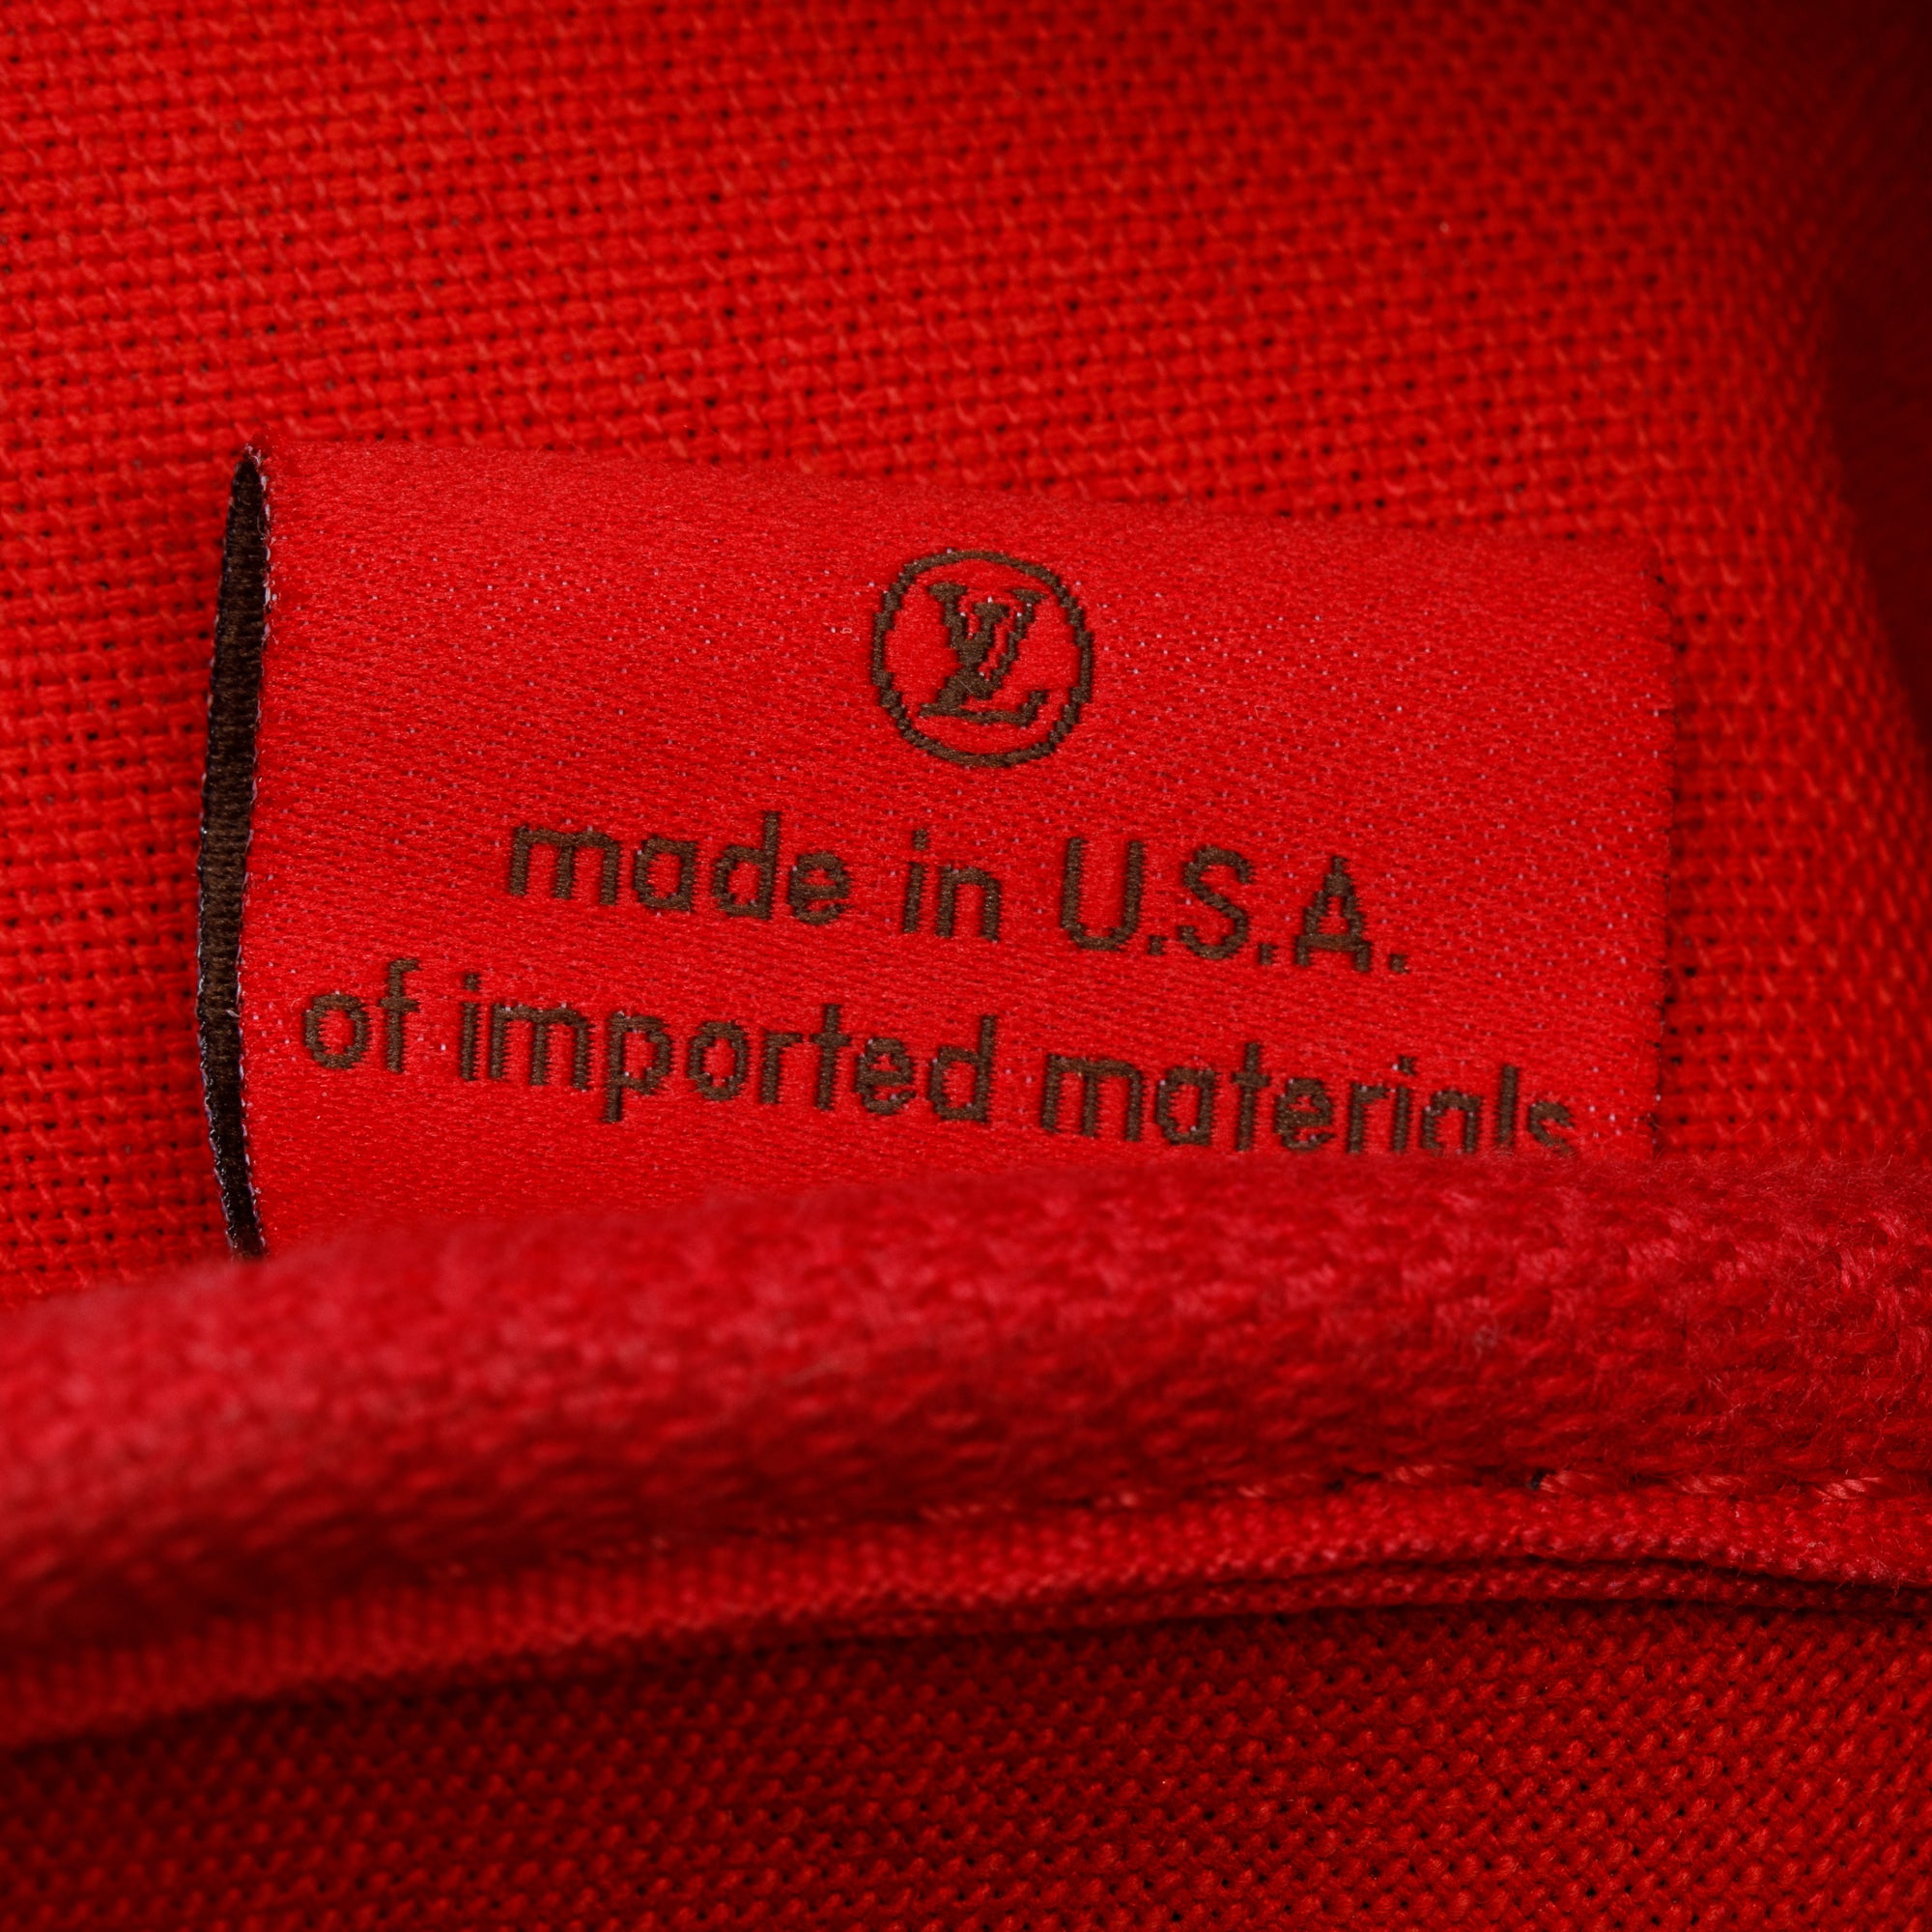 LV
made in U.S.A.
of imported materials